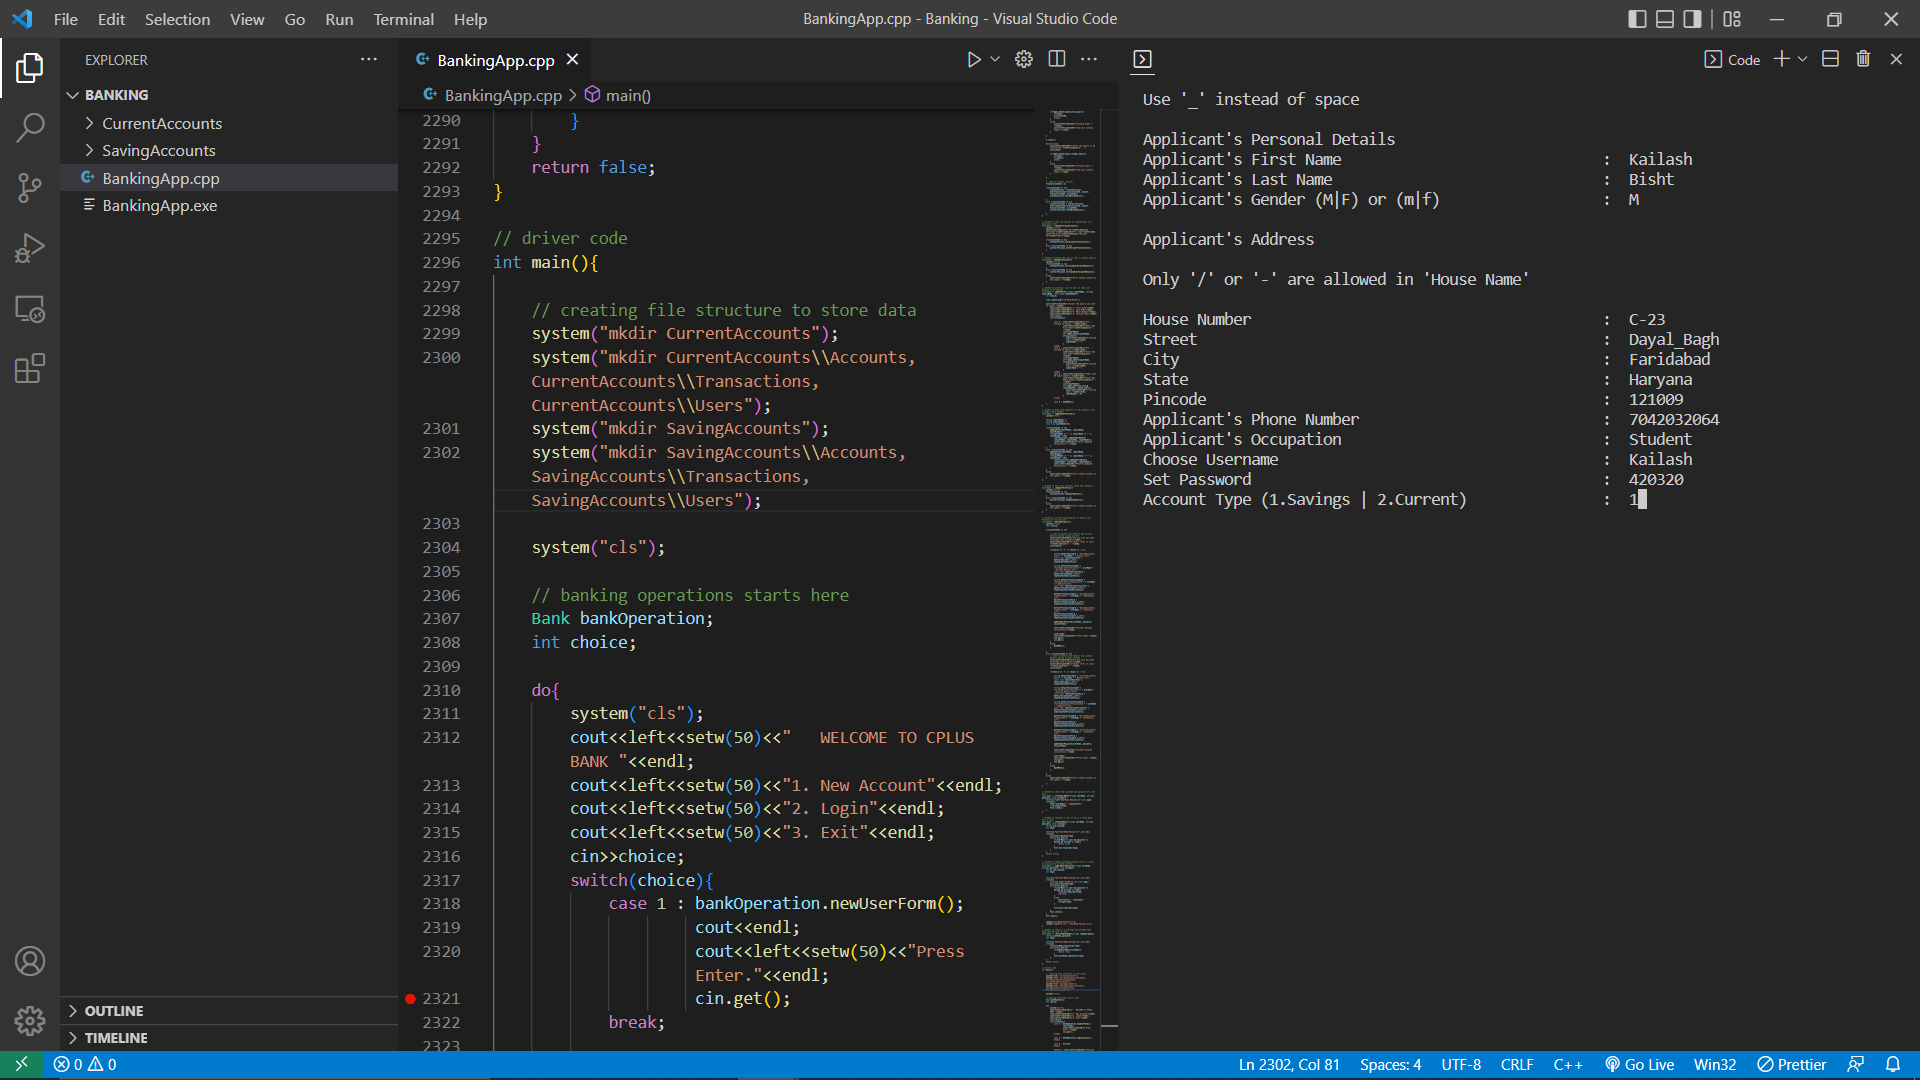 File Edit Selection View Go Run Terminal Help
BankingApp.cpp - Banking - Visual Studio Code
EXPLORER
BANKING
CurrentAccounts
SavingAccounts
BankingApp.cpp
BankingApp.exe
OUTLINE
TIMELINE
BankingApp.cpp
BankingApp.cpp > main()
2290 }
2291 }
2292 return false;
2293 }
2294
2295 // driver code
2296 int main(){
2297
2298 // creating file structure to store data
2299 system("mkdir CurrentAccounts");
2300 system("mkdir CurrentAccounts\\Accounts,
CurrentAccounts\\Transactions,
CurrentAccounts\\Users");
2301 system("mkdir SavingAccounts");
2302 system("mkdir SavingAccounts\\Accounts,
SavingAccounts\\Transactions,
SavingAccounts\\Users");
2303
2304 system("cls");
2305
2306 // banking operations starts here
2307 Bank bankOperation;
2308 int choice;
2309
2310 do{
2311 system("cls");
2312 cout<<left<<setw(50)<<"   WELCOME TO CPLUS
BANK "<<endl;
2313 cout<<left<<setw(50)<<"1. New Account"<<endl;
2314 cout<<left<<setw(50)<<"2. Login"<<endl;
2315 cout<<left<<setw(50)<<"3. Exit"<<endl;
2316 cin>>choice;
2317 switch(choice){
2318 case 1 : bankOperation.newUserForm();
2319 cout<<endl;
2320 cout<<left<<setw(50)<<"Press
Enter."<<endl;
2321 cin.get();
2322 break;
2323
Code
Use '_' instead of space
Applicant's Personal Details
Applicant's First Name : Kailash
Applicant's Last Name : Bisht
Applicant's Gender (M|F) or (m|f) : M
Applicant's Address
Only '/' or '-' are allowed in 'House Name'
House Number : C-23
Street : Dayal_Bagh
City : Faridabad
State : Haryana
Pincode : 121009
Applicant's Phone Number : 7042032064
Applicant's Occupation : Student
Choose Username : Kailash
Set Password : 420320
Account Type (1.Savings | 2.Current) : 1
0 0
Ln 2302, Col 81 Spaces: 4 UTF-8 CRLF C++ Go Live Win32 Prettier